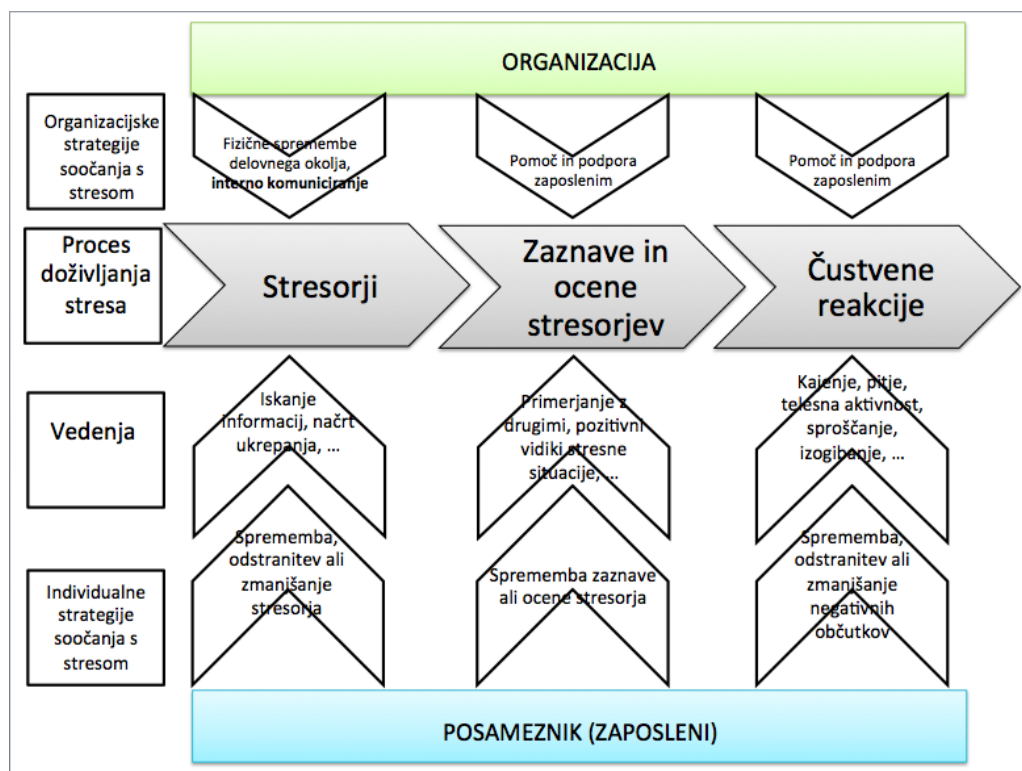 ORGANIZACIJA
Organizacijske
strategije
soočanja s
stresom
Fizične spremembe
delovnega okolja,
interno komuniciranje
Pomoč in podpora
zaposlenim
Pomoč in podpora
zaposlenim
Proces
doživljanja
stresa
Stresorji
Zaznave in
ocene
stresorjev
Čustvene
reakcije
Vedenja
Iskanje
informacij, načrt
ukrepanja, ...
Primerjanje z
drugimi, pozitivni
vidiki stresne
situacije, ...
Kajenje, pitje,
telesna aktivnost,
sproščanje,
izogibanje, ...
Individualne
strategije
soočanja s
stresom
Sprememba,
odstranitev ali
zmanjšanje
stresorja
Sprememba zaznave
ali ocene stresorja
Sprememba,
odstranitev ali
zmanjšanje
negativnih
občutkov
POSAMEZNIK (ZAPOSLENI)